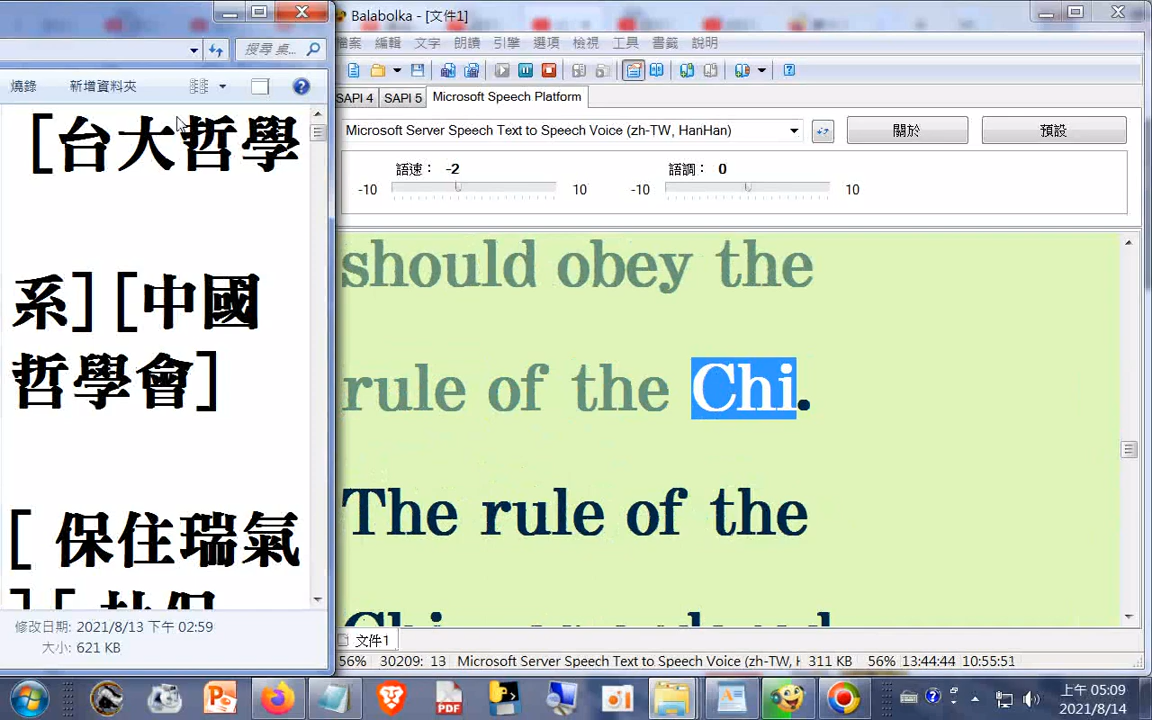 搜尋 桌...
燒錄 新增資料夾
[台大哲學
系] [中國
哲學會]
[ 保住瑞氣
修改日期: 2021/8/13 下午 02:59
大小: 621 KB
Balabolka - [文件1]
檔案 編輯 文字 朗讀 引擎 選項 檢視 工具 書籤 說明
SAPI 4 SAPI 5 Microsoft Speech Platform
Microsoft Server Speech Text to Speech Voice (zh-TW, HanHan) 關於 預設
語速: -2 語調: 0
-10 10 -10 10
should obey the
rule of the Chi.
The rule of the
文件1
56% 30209: 13 Microsoft Server Speech Text to Speech Voice (zh-TW, H 311 KB 56% 13:44:44 10:55:51
PDF
上午 05:09
2021/8/14